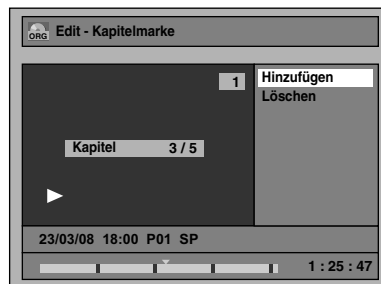 ORG Edit - Kapitelmarke
1
Hinzufügen
Löschen
Kapitel 3 / 5
23/03/08 18:00 P01 SP
1 : 25 : 47